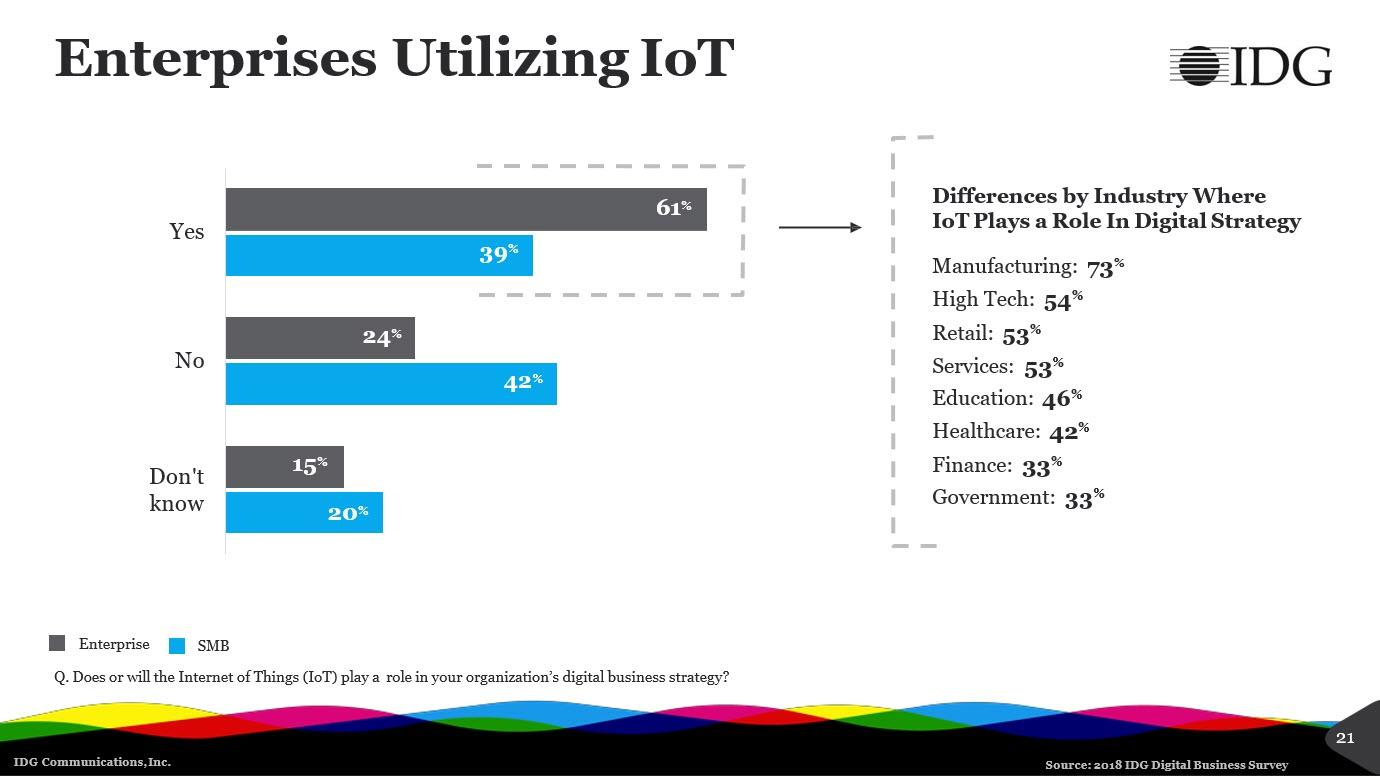 Enterprises Utilizing IoT
IDG
Yes
61%
39%
No
24%
42%
Don't
know
15%
20%
Differences by Industry Where
IoT Plays a Role In Digital Strategy
Manufacturing: 73%
High Tech: 54%
Retail: 53%
Services: 53%
Education: 46%
Healthcare: 42%
Finance: 33%
Government: 33%
Enterprise
SMB
Q. Does or will the Internet of Things (IoT) play a role in your organization’s digital business strategy?
21
IDG Communications, Inc.
Source: 2018 IDG Digital Business Survey